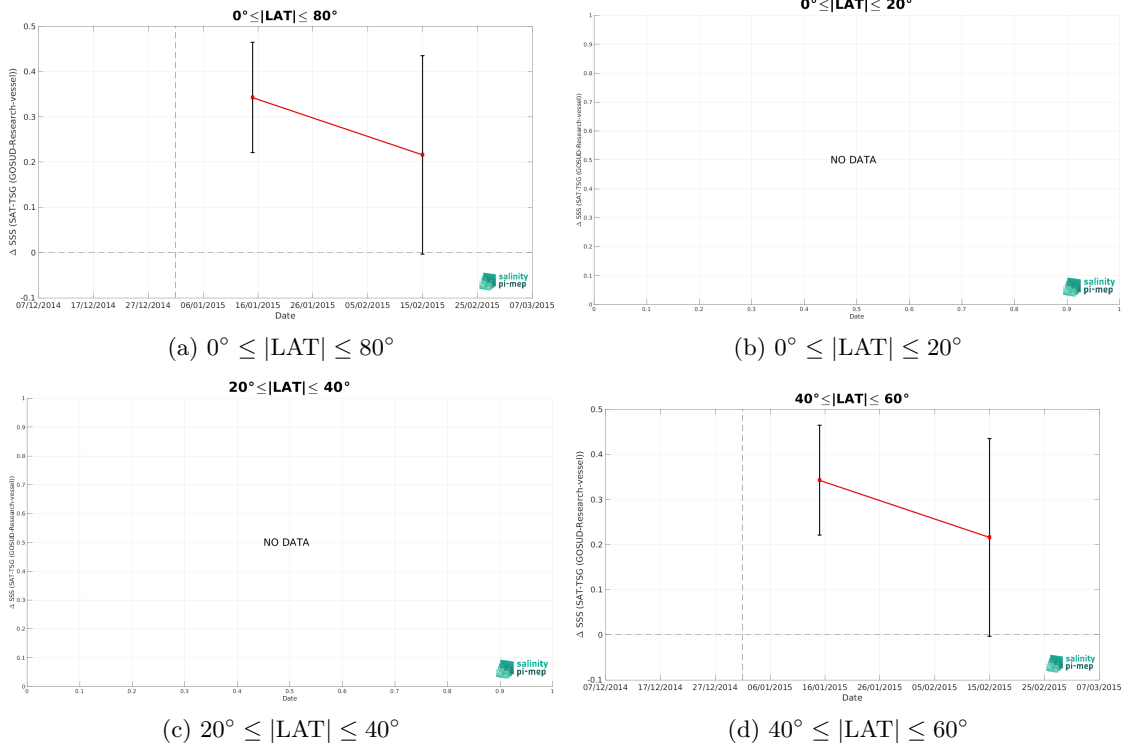 0°≤|LAT|≤ 80°
0.5
0.4
0.3
0.2
0.1
0
-0.1
Δ SSS (SAT-TSG (GOSUD-Research-vessel))
07/12/2014 17/12/2014 27/12/2014 06/01/2015 16/01/2015 26/01/2015 05/02/2015 15/02/2015 25/02/2015 07/03/2015
Date
salinity
pi-mep
(a) 0° ≤ |LAT| ≤ 80°
0°≤|LAT|≤ 20°
1
0.9
0.8
0.7
0.6
0.5
0.4
0.3
0.2
0.1
0
Δ SSS (SAT-TSG (GOSUD-Research-vessel))
NO DATA
0 0.1 0.2 0.3 0.4 0.5 0.6 0.7 0.8 0.9 1
Date
salinity
pi-mep
(b) 0° ≤ |LAT| ≤ 20°
20°≤|LAT|≤ 40°
1
0.9
0.8
0.7
0.6
0.5
0.4
0.3
0.2
0.1
0
Δ SSS (SAT-TSG (GOSUD-Research-vessel))
NO DATA
0 0.1 0.2 0.3 0.4 0.5 0.6 0.7 0.8 0.9 1
Date
salinity
pi-mep
(c) 20° ≤ |LAT| ≤ 40°
40°≤|LAT|≤ 60°
0.5
0.4
0.3
0.2
0.1
0
-0.1
Δ SSS (SAT-TSG (GOSUD-Research-vessel))
07/12/2014 17/12/2014 27/12/2014 06/01/2015 16/01/2015 26/01/2015 05/02/2015 15/02/2015 25/02/2015 07/03/2015
Date
salinity
pi-mep
(d) 40° ≤ |LAT| ≤ 60°